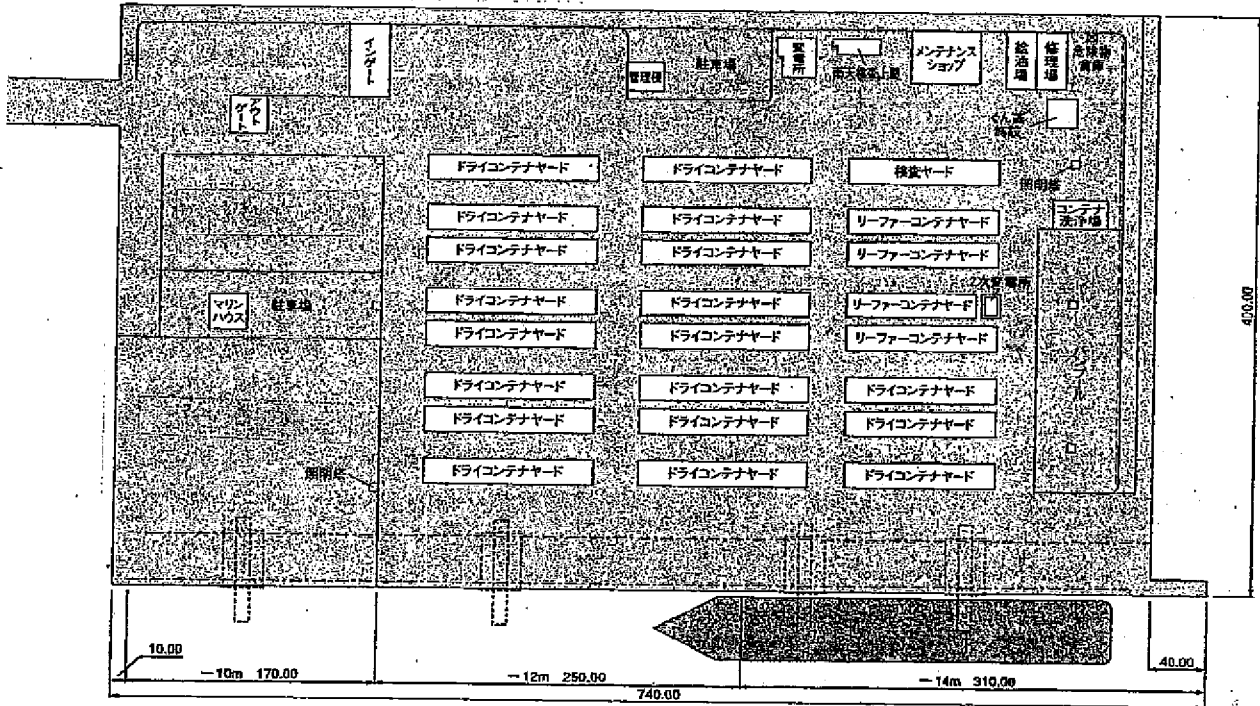 インゲート
アウト
ゲート
管理棟
駐車場
変電所
メンテナンス
ショップ
給油場
修理場
ドライコンテナヤード
ドライコンテナヤード
検査ヤード
ドライコンテナヤード
ドライコンテナヤード
リーファーコンテナヤード
コンテナ
洗浄場
ドライコンテナヤード
ドライコンテナヤード
リーファーコンテナヤード
マリン
ハウス
駐車場
ドライコンテナヤード
ドライコンテナヤード
リーファーコンテナヤード
ドライコンテナヤード
ドライコンテナヤード
リーファーコンテナヤード
ドライコンテナヤード
ドライコンテナヤード
ドライコンテナヤード
ドライコンテナヤード
ドライコンテナヤード
ドライコンテナヤード
照明塔
ドライコンテナヤード
ドライコンテナヤード
ドライコンテナヤード
40.00
10.00
−10m 170.00
−12m 250.00
−14m 310.00
40.00
740.00